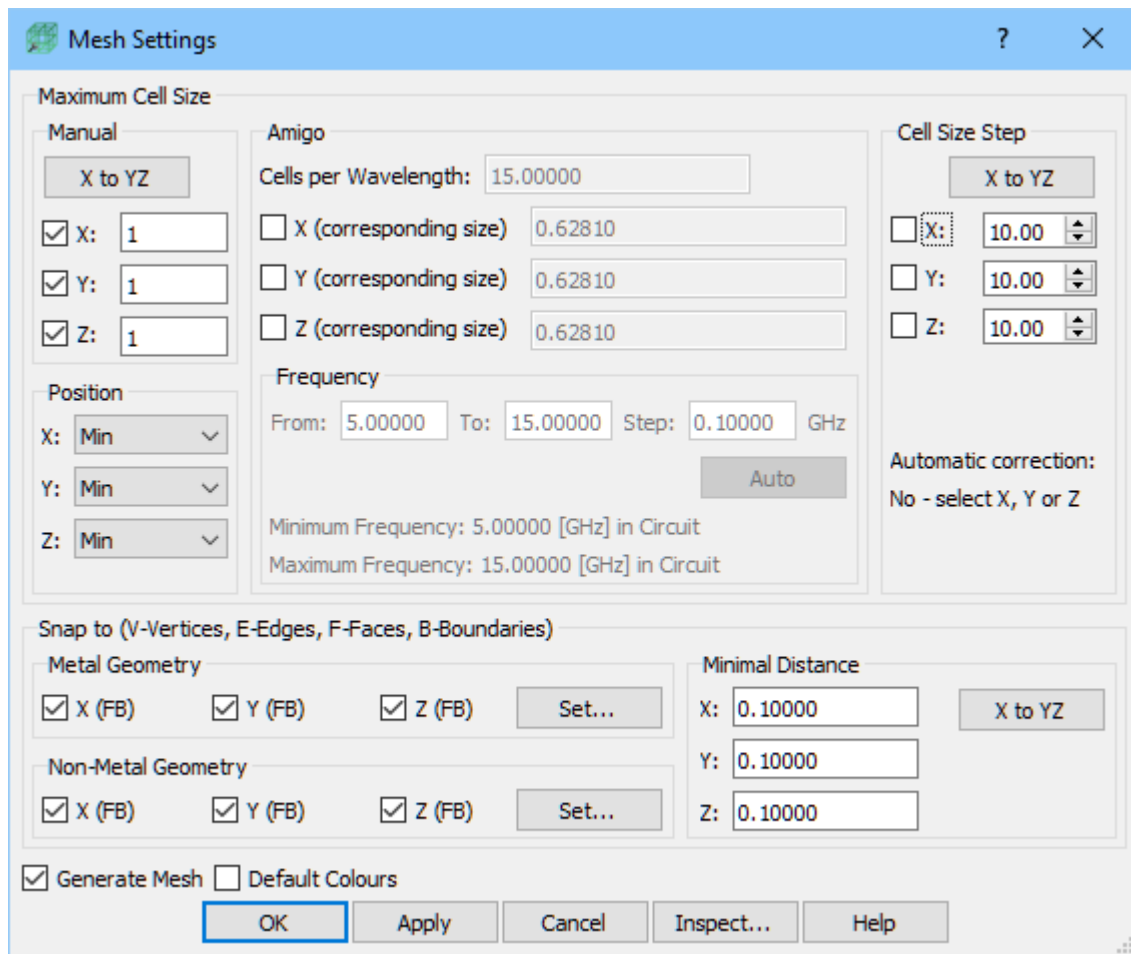 Mesh Settings ?
Maximum Cell Size
Manual
X to YZ
X: 1
Y: 1
Z: 1
Position
X: Min
Y: Min
Z: Min
Amigo
Cells per Wavelength: 15.00000
X (corresponding size) 0.62810
Y (corresponding size) 0.62810
Z (corresponding size) 0.62810
Frequency
From: 5.00000 To: 15.00000 Step: 0.10000 GHz
Auto
Minimum Frequency: 5.00000 [GHz] in Circuit
Maximum Frequency: 15.00000 [GHz] in Circuit
Cell Size Step
X to YZ
X: 10.00
Y: 10.00
Z: 10.00
Automatic correction:
No - select X, Y or Z
Snap to (V-Vertices, E-Edges, F-Faces, B-Boundaries)
Metal Geometry
X (FB) Y (FB) Z (FB) Set...
Non-Metal Geometry
X (FB) Y (FB) Z (FB) Set...
Minimal Distance
X: 0.10000 X to YZ
Y: 0.10000
Z: 0.10000
Generate Mesh Default Colours
OK Apply Cancel Inspect... Help